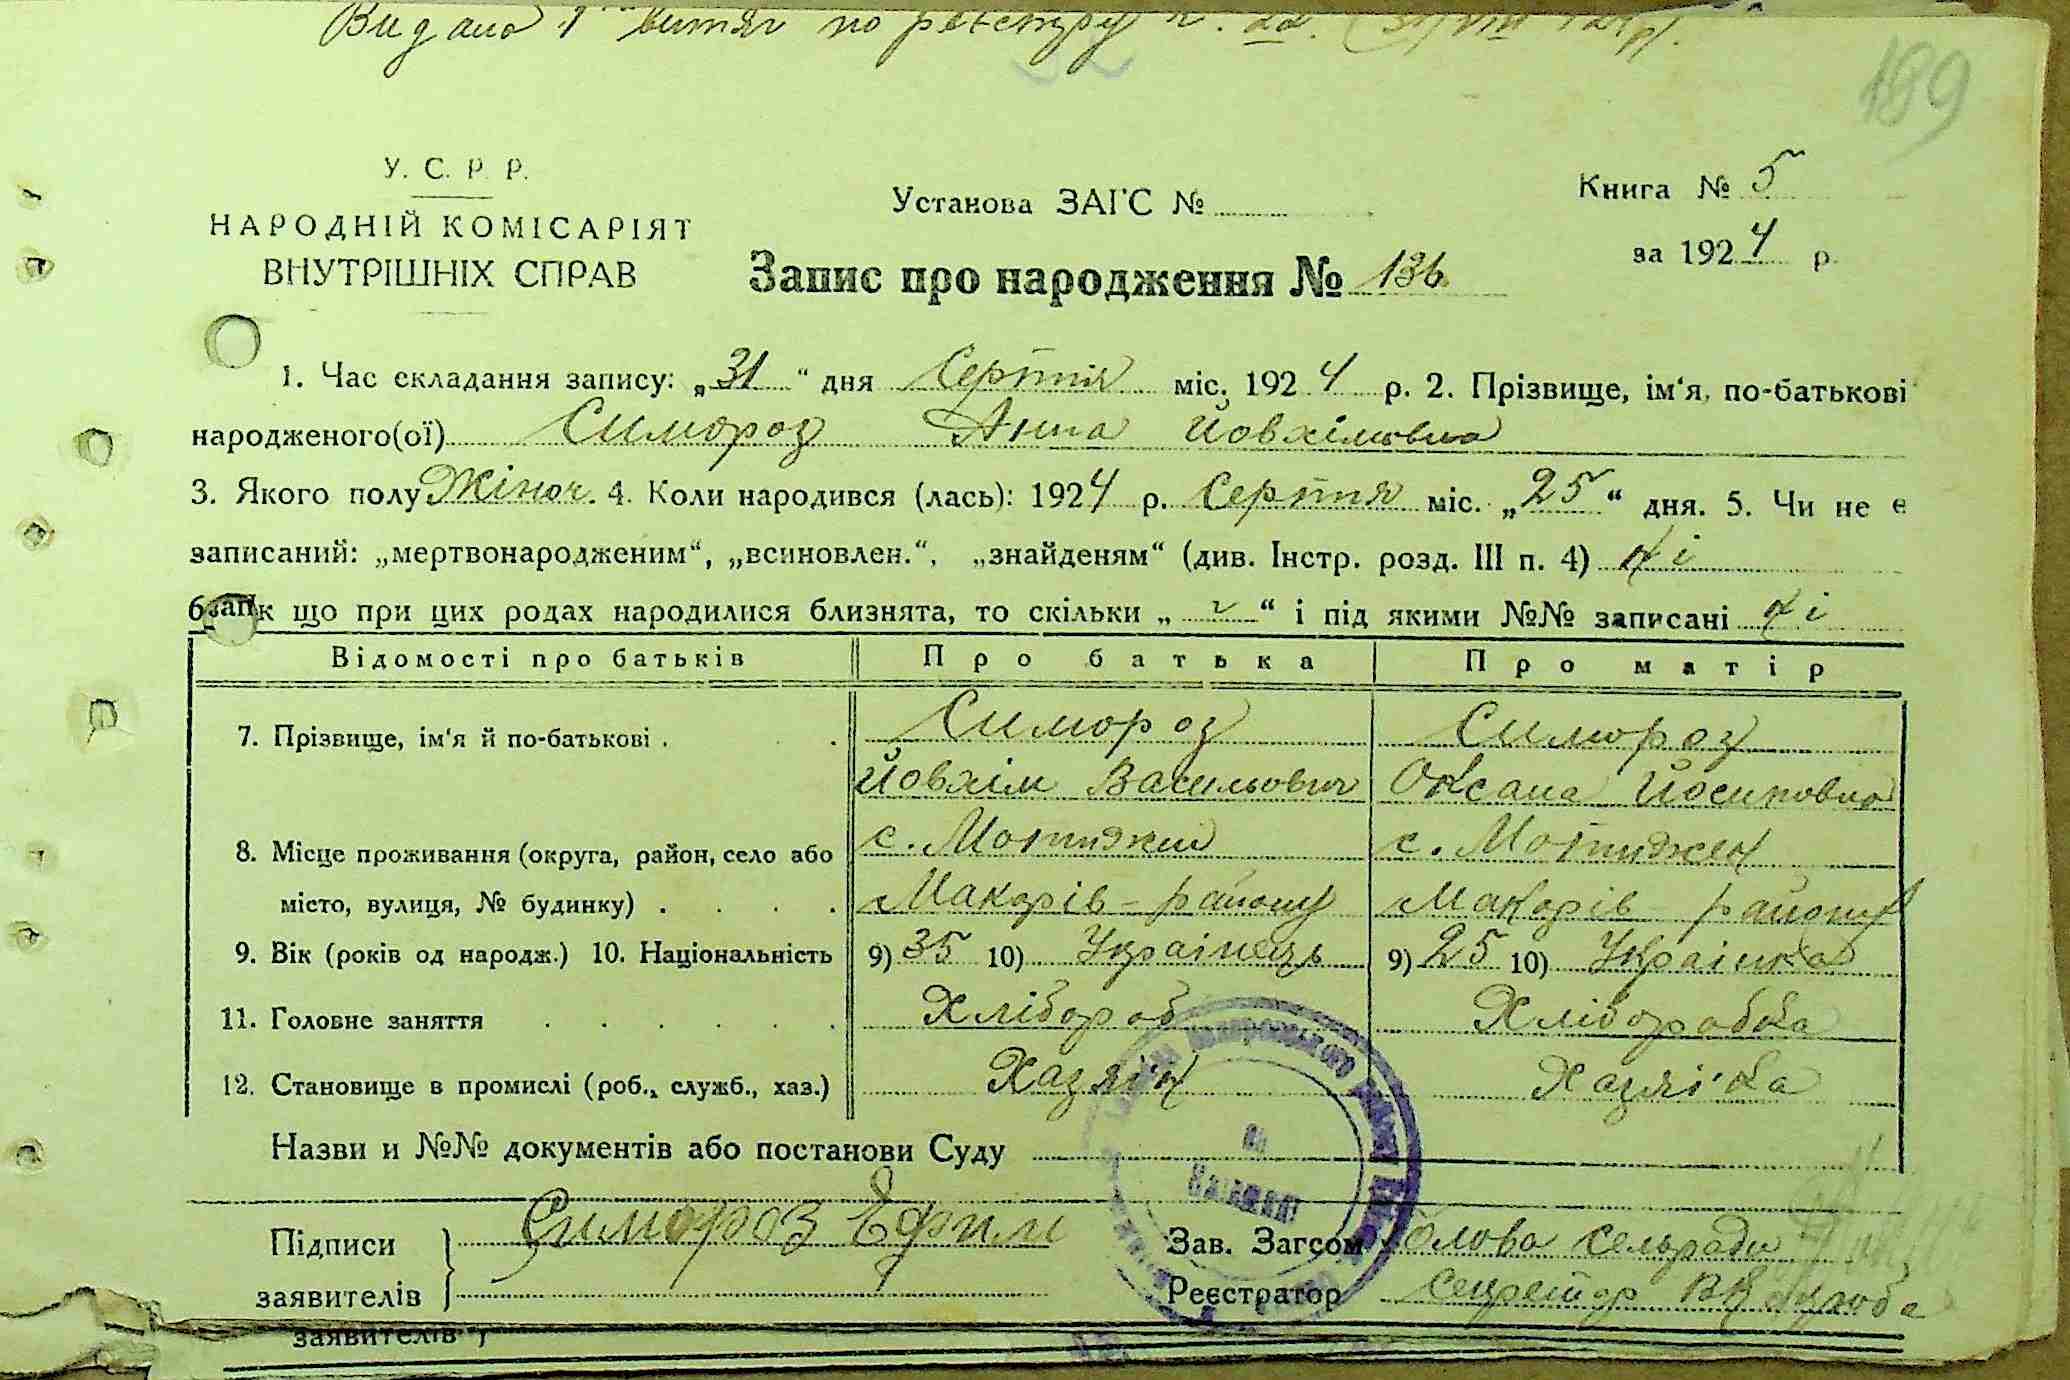 Видано 1 витяг по реєстру ч. 22.
189
У. С. Р. Р.
НАРОДНІЙ КОМІСАРІЯТ
ВНУТРІШНІХ СПРАВ
Установа ЗАГС №
Книга № 5
за 1924 р.
Запис про народження № 136
1. Час складання запису: „31“ дня Серпня міс. 1924 р. 2. Прізвище, ім'я, по-батькові
народженого(ої) Симороз Анна Йовхімовна
3. Якого полу Жіноч. 4. Коли народився (лась): 1924 р. Серпня міс. „25“ дня. 5. Чи не є
записаний: „мертвонародженим“, „всиновлен.“, „знайденям“ (див. Інстр. розд. III п. 4) Ні
що при цих родах народилися близнята, то скільки „ “ і під якими №№ записані Ні
Відомості про батьків Про батька Про матір
7. Прізвище, ім'я й по-батькові . . Симороз Симороз
Йовхім Васильович Оксана Йосиповна
8. Місце проживання (округа, район, село або с. Мотижин с. Мотижен
місто, вулиця, № будинку) . . . . Макарів-району Макарів-району
9. Вік (років од народж.) 10. Національність 9) 35 10) Українець 9) 25 10) Українка
11. Головне заняття . . . . . . Хлібороб Хліборобка
12. Становище в промислі (роб., служб., хаз.) Хазяїн Хазяїка
Назви и №№ документів або постанови Суду
Підписи
заявителів
Симороз Ефим
Зав. Загсом Голова сельради
Реєстратор Секретар
заявителів